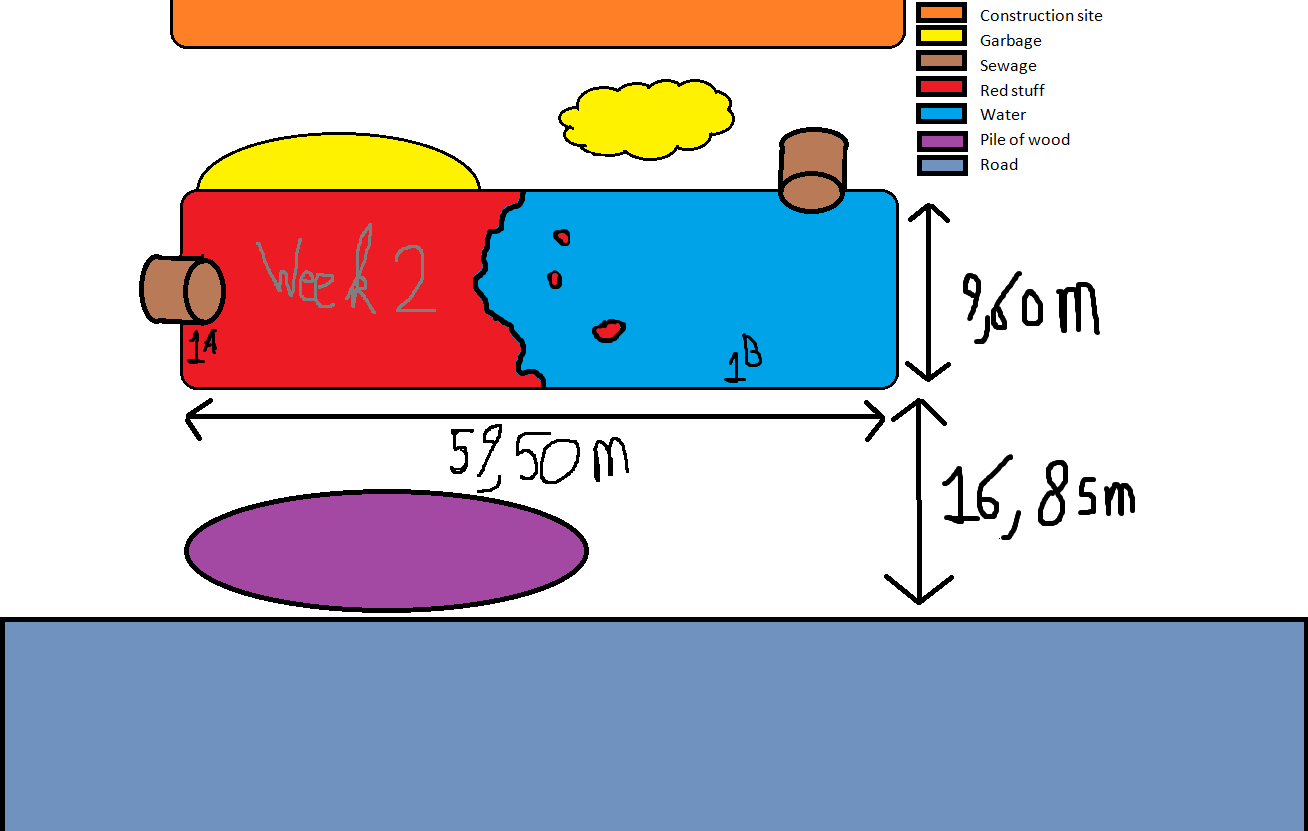 Construction site
Garbage
Sewage
Red stuff
Water
Pile of wood
Road
Week 2
1A
1B
9,60m
59,50m
16,85m